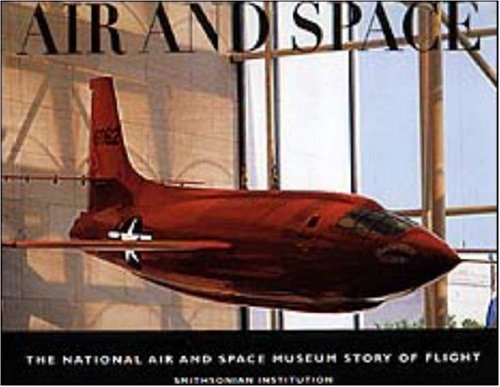 AIR AND SPACE
THE NATIONAL AIR AND SPACE MUSEUM STORY OF FLIGHT
SMITHSONIAN INSTITUTION